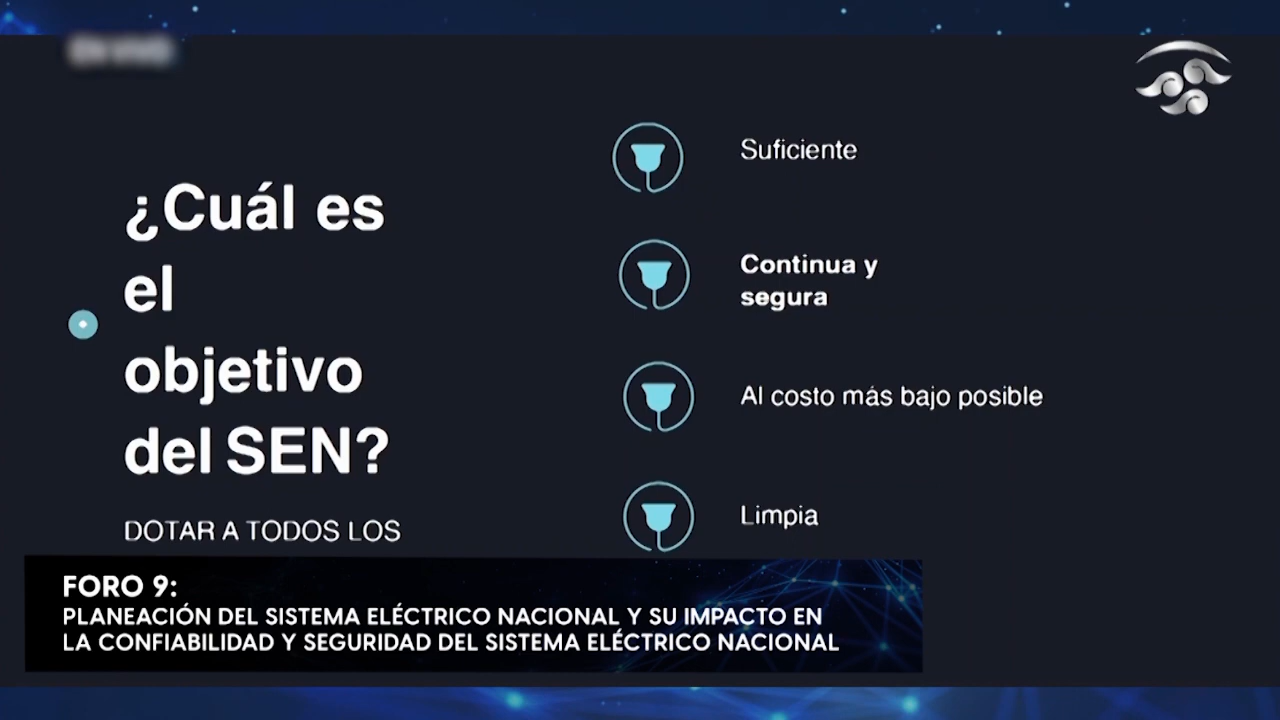 ¿Cuál es
el
objetivo
del SEN?
DOTAR A TODOS LOS
Suficiente
Continua y
segura
Al costo más bajo posible
Limpia
FORO 9:
PLANEACIÓN DEL SISTEMA ELÉCTRICO NACIONAL Y SU IMPACTO EN
LA CONFIABILIDAD Y SEGURIDAD DEL SISTEMA ELÉCTRICO NACIONAL